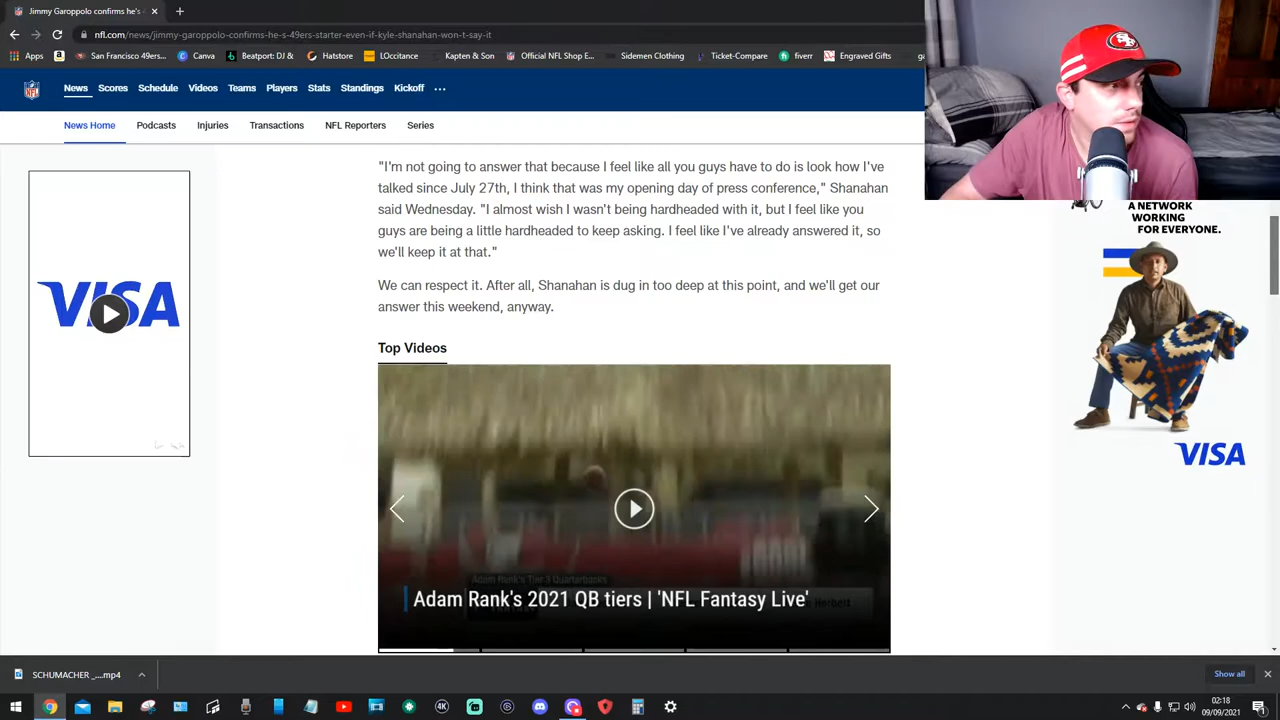 Jimmy Garoppolo confirms he's
nfl.com/news/jimmy-garoppolo-confirms-he-s-49ers-starter-even-if-kyle-shanahan-won-t-say-it
Apps San Francisco 49ers... Canva Beatport: DJ & Hatstore LOccitance Kapten & Son Official NFL Shop E... Sidemen Clothing Ticket-Compare fiverr Engraved Gifts
News Scores Schedule Videos Teams Players Stats Standings Kickoff ...
News Home Podcasts Injuries Transactions NFL Reporters Series
"I'm not going to answer that because I feel like all you guys have to do is look how I've
talked since July 27th, I think that was my opening day of press conference," Shanahan
said Wednesday. "I almost wish I wasn't being hardheaded with it, but I feel like you
guys are being a little hardheaded to keep asking. I feel like I've already answered it, so
we'll keep it at that."
We can respect it. After all, Shanahan is dug in too deep at this point, and we'll get our
answer this weekend, anyway.
Top Videos
Adam Rank's Tier 3 Quarterbacks
Herbert
Adam Rank's 2021 QB tiers | 'NFL Fantasy Live'
VISA
A NETWORK
WORKING
FOR EVERYONE.
VISA
SCHUMACHER _....mp4
Show all
4K
02:18
09/09/2021